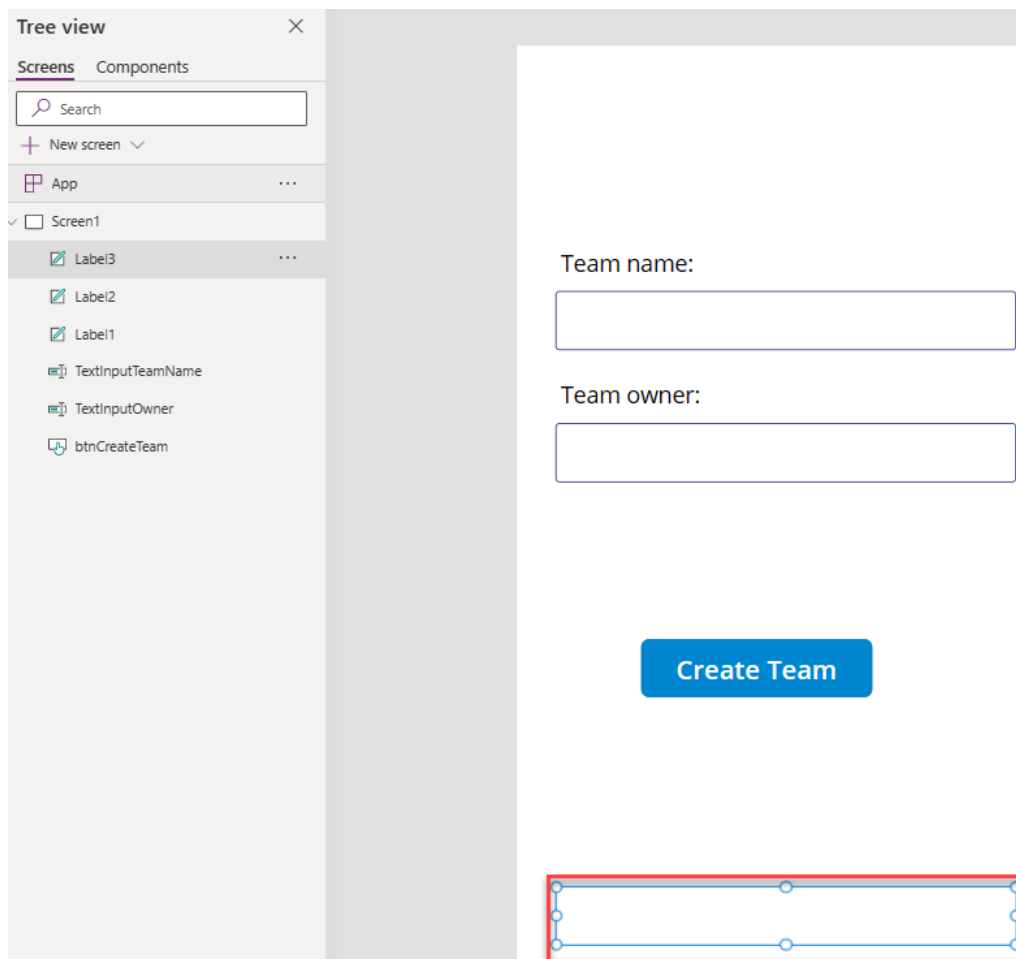 Tree view
Screens Components
Search
New screen
App
Screen1
Label3
Label2
Label1
TextInputTeamName
TextInputOwner
btnCreateTeam
Team name:
Team owner:
Create Team